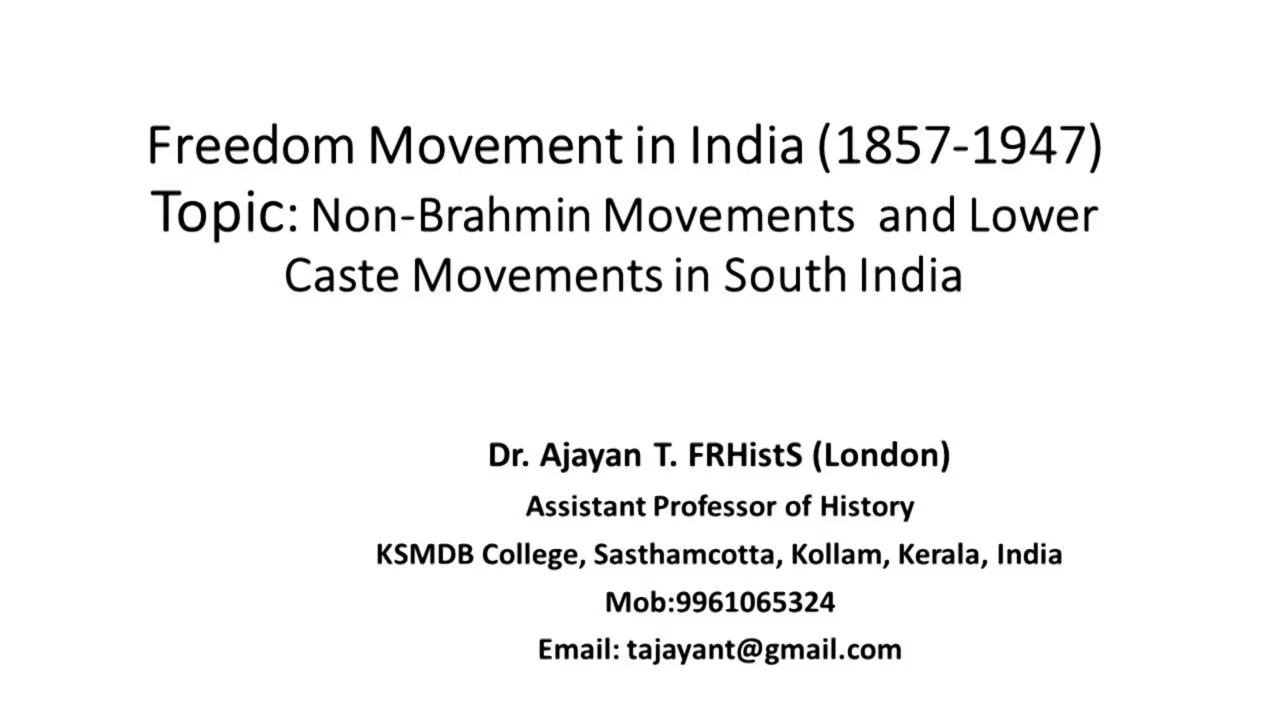 Freedom Movement in India (1857-1947)
Topic: Non-Brahmin Movements and Lower
Caste Movements in South India
Dr. Ajayan T. FRHistS (London)
Assistant Professor of History
KSMDB College, Sasthamcotta, Kollam, Kerala, India
Mob:9961065324
Email: tajayant@gmail.com